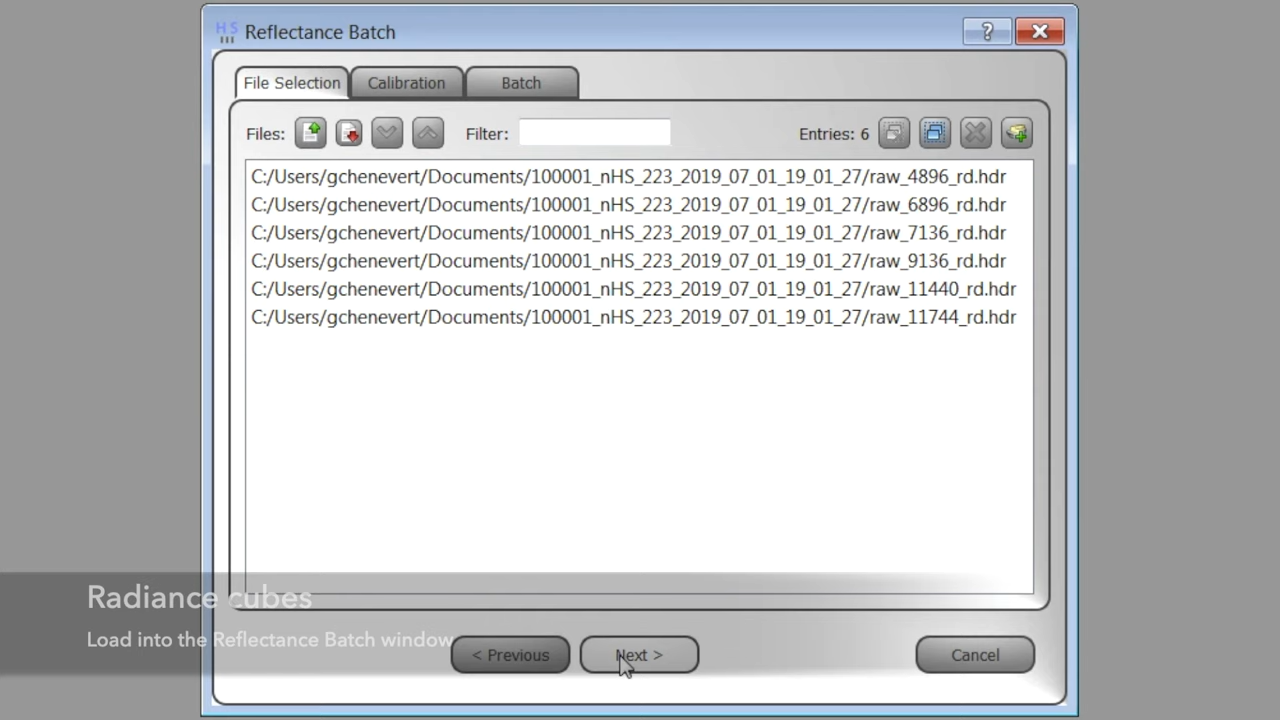 HS Reflectance Batch ?
File Selection Calibration Batch
Files: Filter: Entries: 6
C:/Users/gchenevert/Documents/100001_nHS_223_2019_07_01_19_01_27/raw_4896_rd.hdr
C:/Users/gchenevert/Documents/100001_nHS_223_2019_07_01_19_01_27/raw_6896_rd.hdr
C:/Users/gchenevert/Documents/100001_nHS_223_2019_07_01_19_01_27/raw_7136_rd.hdr
C:/Users/gchenevert/Documents/100001_nHS_223_2019_07_01_19_01_27/raw_9136_rd.hdr
C:/Users/gchenevert/Documents/100001_nHS_223_2019_07_01_19_01_27/raw_11440_rd.hdr
C:/Users/gchenevert/Documents/100001_nHS_223_2019_07_01_19_01_27/raw_11744_rd.hdr
Radiance cubes
Load into the Reflectance Batch window
< Previous Next > Cancel